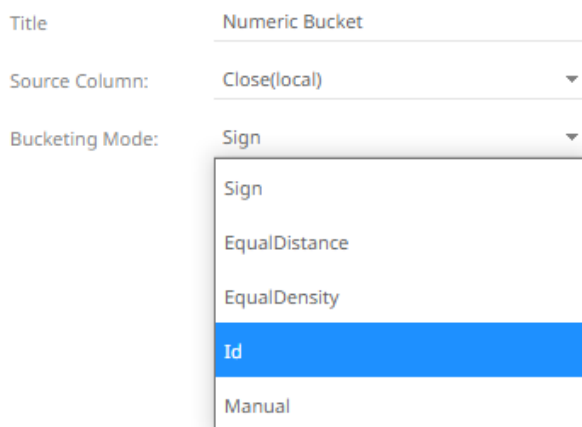 Title Numeric Bucket
Source Column: Close(local)
Bucketing Mode: Sign
Sign
EqualDistance
EqualDensity
Id
Manual